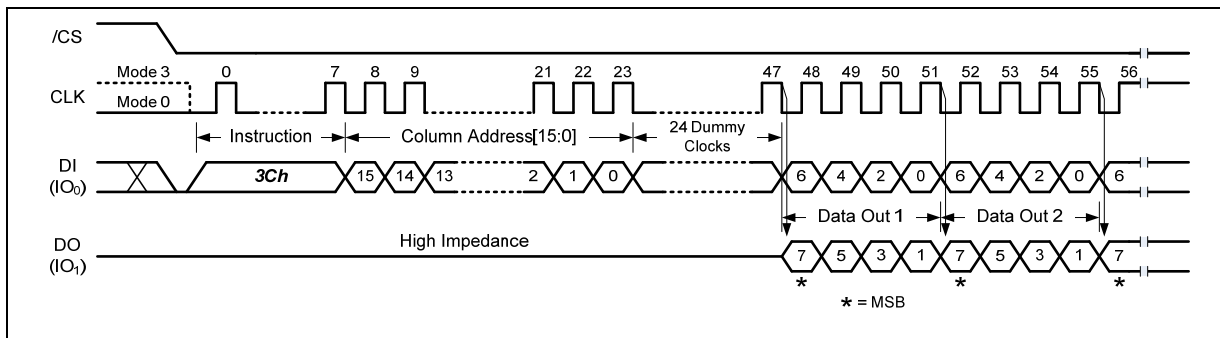 /CS
Mode 3 0 7 8 9 21 22 23 47 48 49 50 51 52 53 54 55 56
CLK
Mode 0
Instruction Column Address[15:0] 24 Dummy
Clocks
DI
(IO0) 3Ch 15 14 13 2 1 0 6 4 2 0 6 4 2 0 6
Data Out 1 Data Out 2
High Impedance
DO
(IO1) 7 5 3 1 7 5 3 1 7
* * *
* = MSB